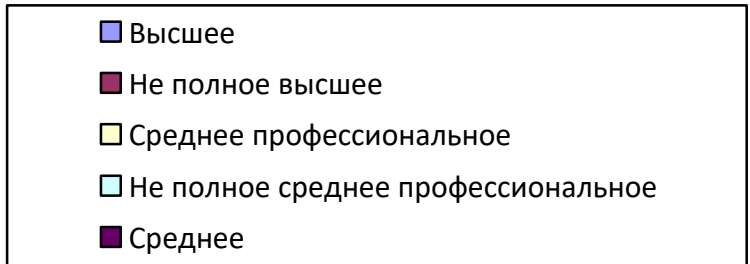 Высшее
Не полное высшее
Среднее профессиональное
Не полное среднее профессиональное
Среднее